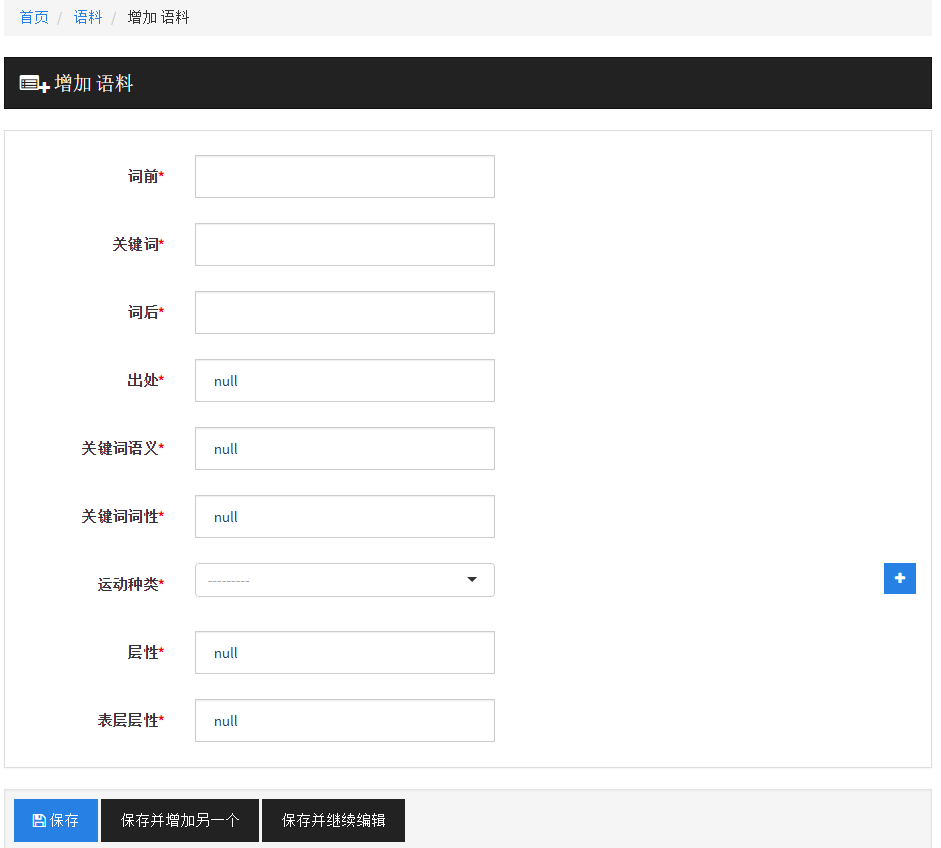 首页 / 语料 / 增加 语料
增加 语料
词前*
关键词*
词后*
出处* null
关键词语义* null
关键词词性* null
运动种类* ---------
层性* null
表层层性* null
保存 保存并增加另一个 保存并继续编辑